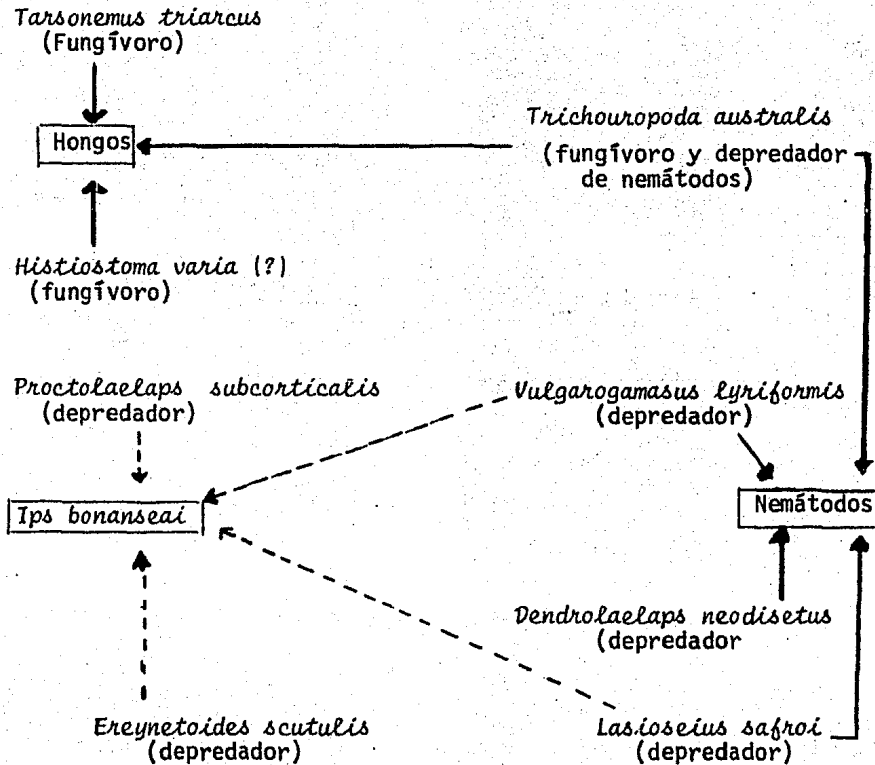 Tarsonemus triarcus
(Fungívoro)
Hongos
Trichouropoda australis
(fungívoro y depredador
de nemátodos)
Histiostoma varia (?)
(fungívoro)
Proctolaelaps subcorticalis
(depredador)
Vulgarogamasus lyriformis
(depredador)
Ips bonanseai
Nemátodos
Dendrolaelaps neodisetus
(depredador
Ereynetoides scutulis
(depredador)
Lasioseius safroi
(depredador)